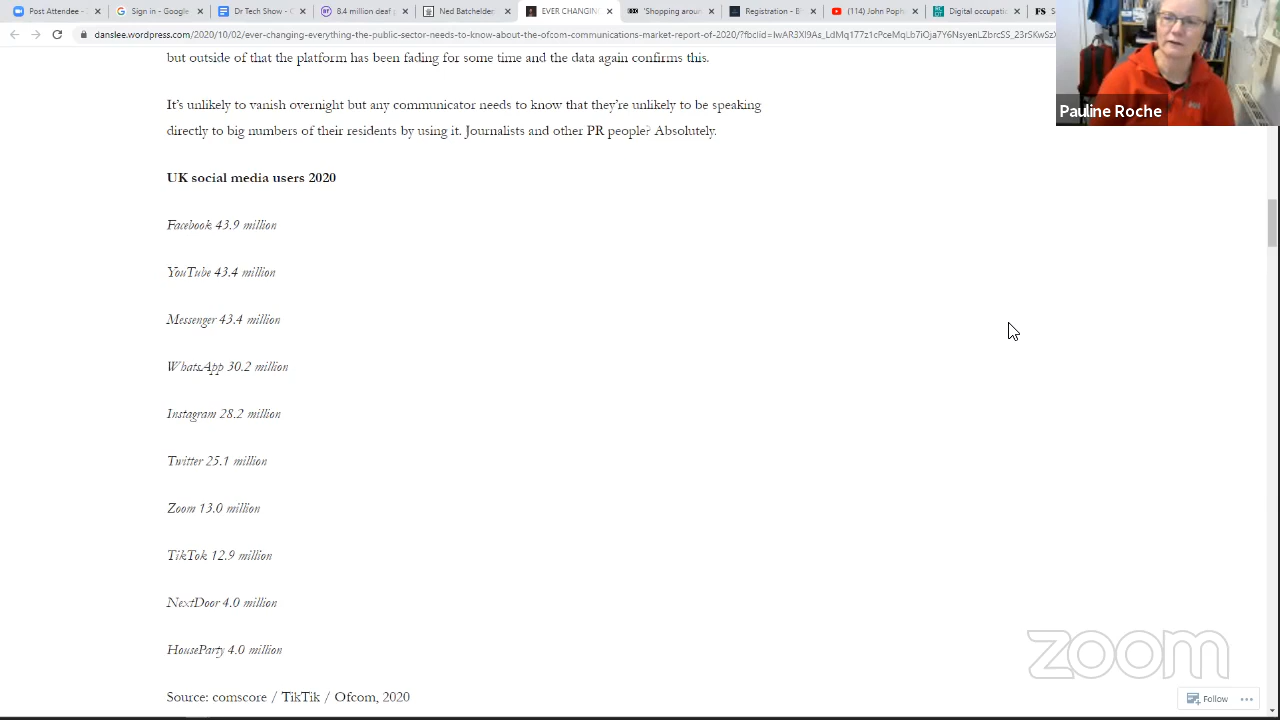 Post Attendee -
Sign in - Google
Dr Tech Show -
8.4 million deaf
Ned Batchelder
EVER CHANGIN
'Shopping aroun
Registration -
(114) John Poph
Digital occupatic
FS
danslee.wordpress.com/2020/10/02/ever-changing-everything-the-public-sector-needs-to-know-about-the-ofcom-communications-market-report-of-2020/
but outside of that the platform has been fading for some time and the data again confirms this.
Pauline Roche
It's unlikely to vanish overnight but any communicator needs to know that they're unlikely to be speaking
directly to big numbers of their residents by using it. Journalists and other PR people? Absolutely.
UK social media users 2020
Facebook 43.9 million
YouTube 43.4 million
Messenger 43.4 million
WhatsApp 30.2 million
Instagram 28.2 million
Twitter 25.1 million
Zoom 13.0 million
TikTok 12.9 million
NextDoor 4.0 million
HouseParty 4.0 million
zoom
Source: comscore / TikTik / Ofcom, 2020
Follow